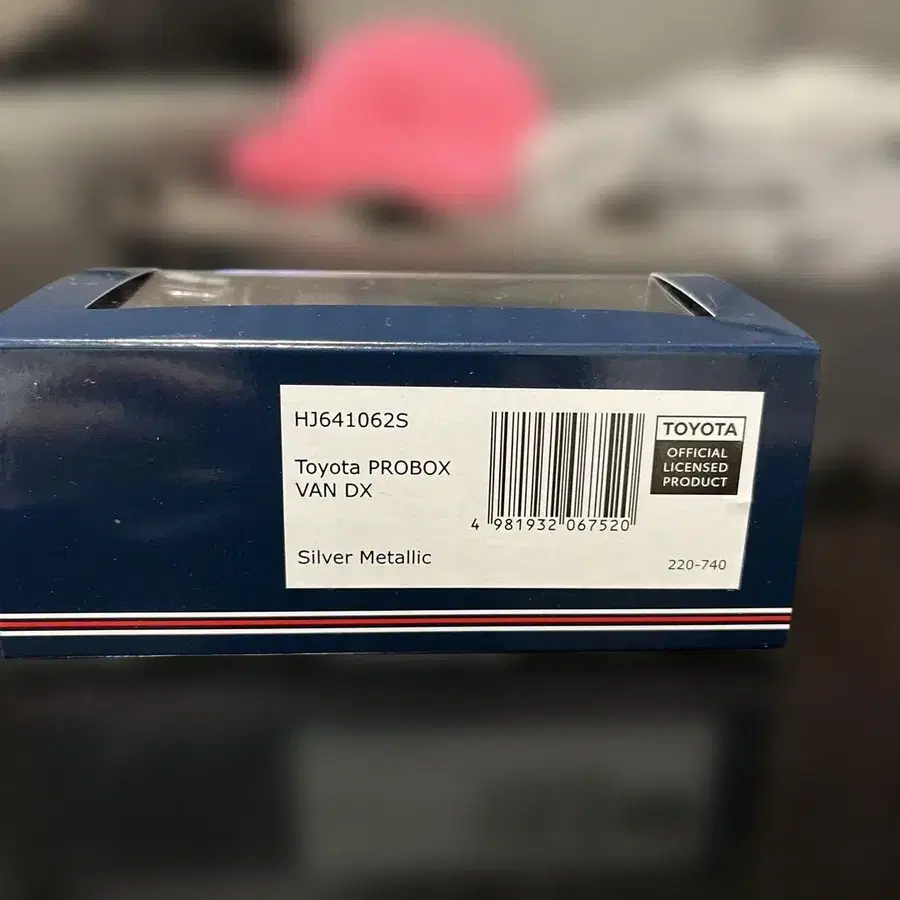 HJ641062S
Toyota PROBOX
VAN DX
Silver Metallic
4 981932 067520
TOYOTA
OFFICIAL
LICENSED
PRODUCT
220-740